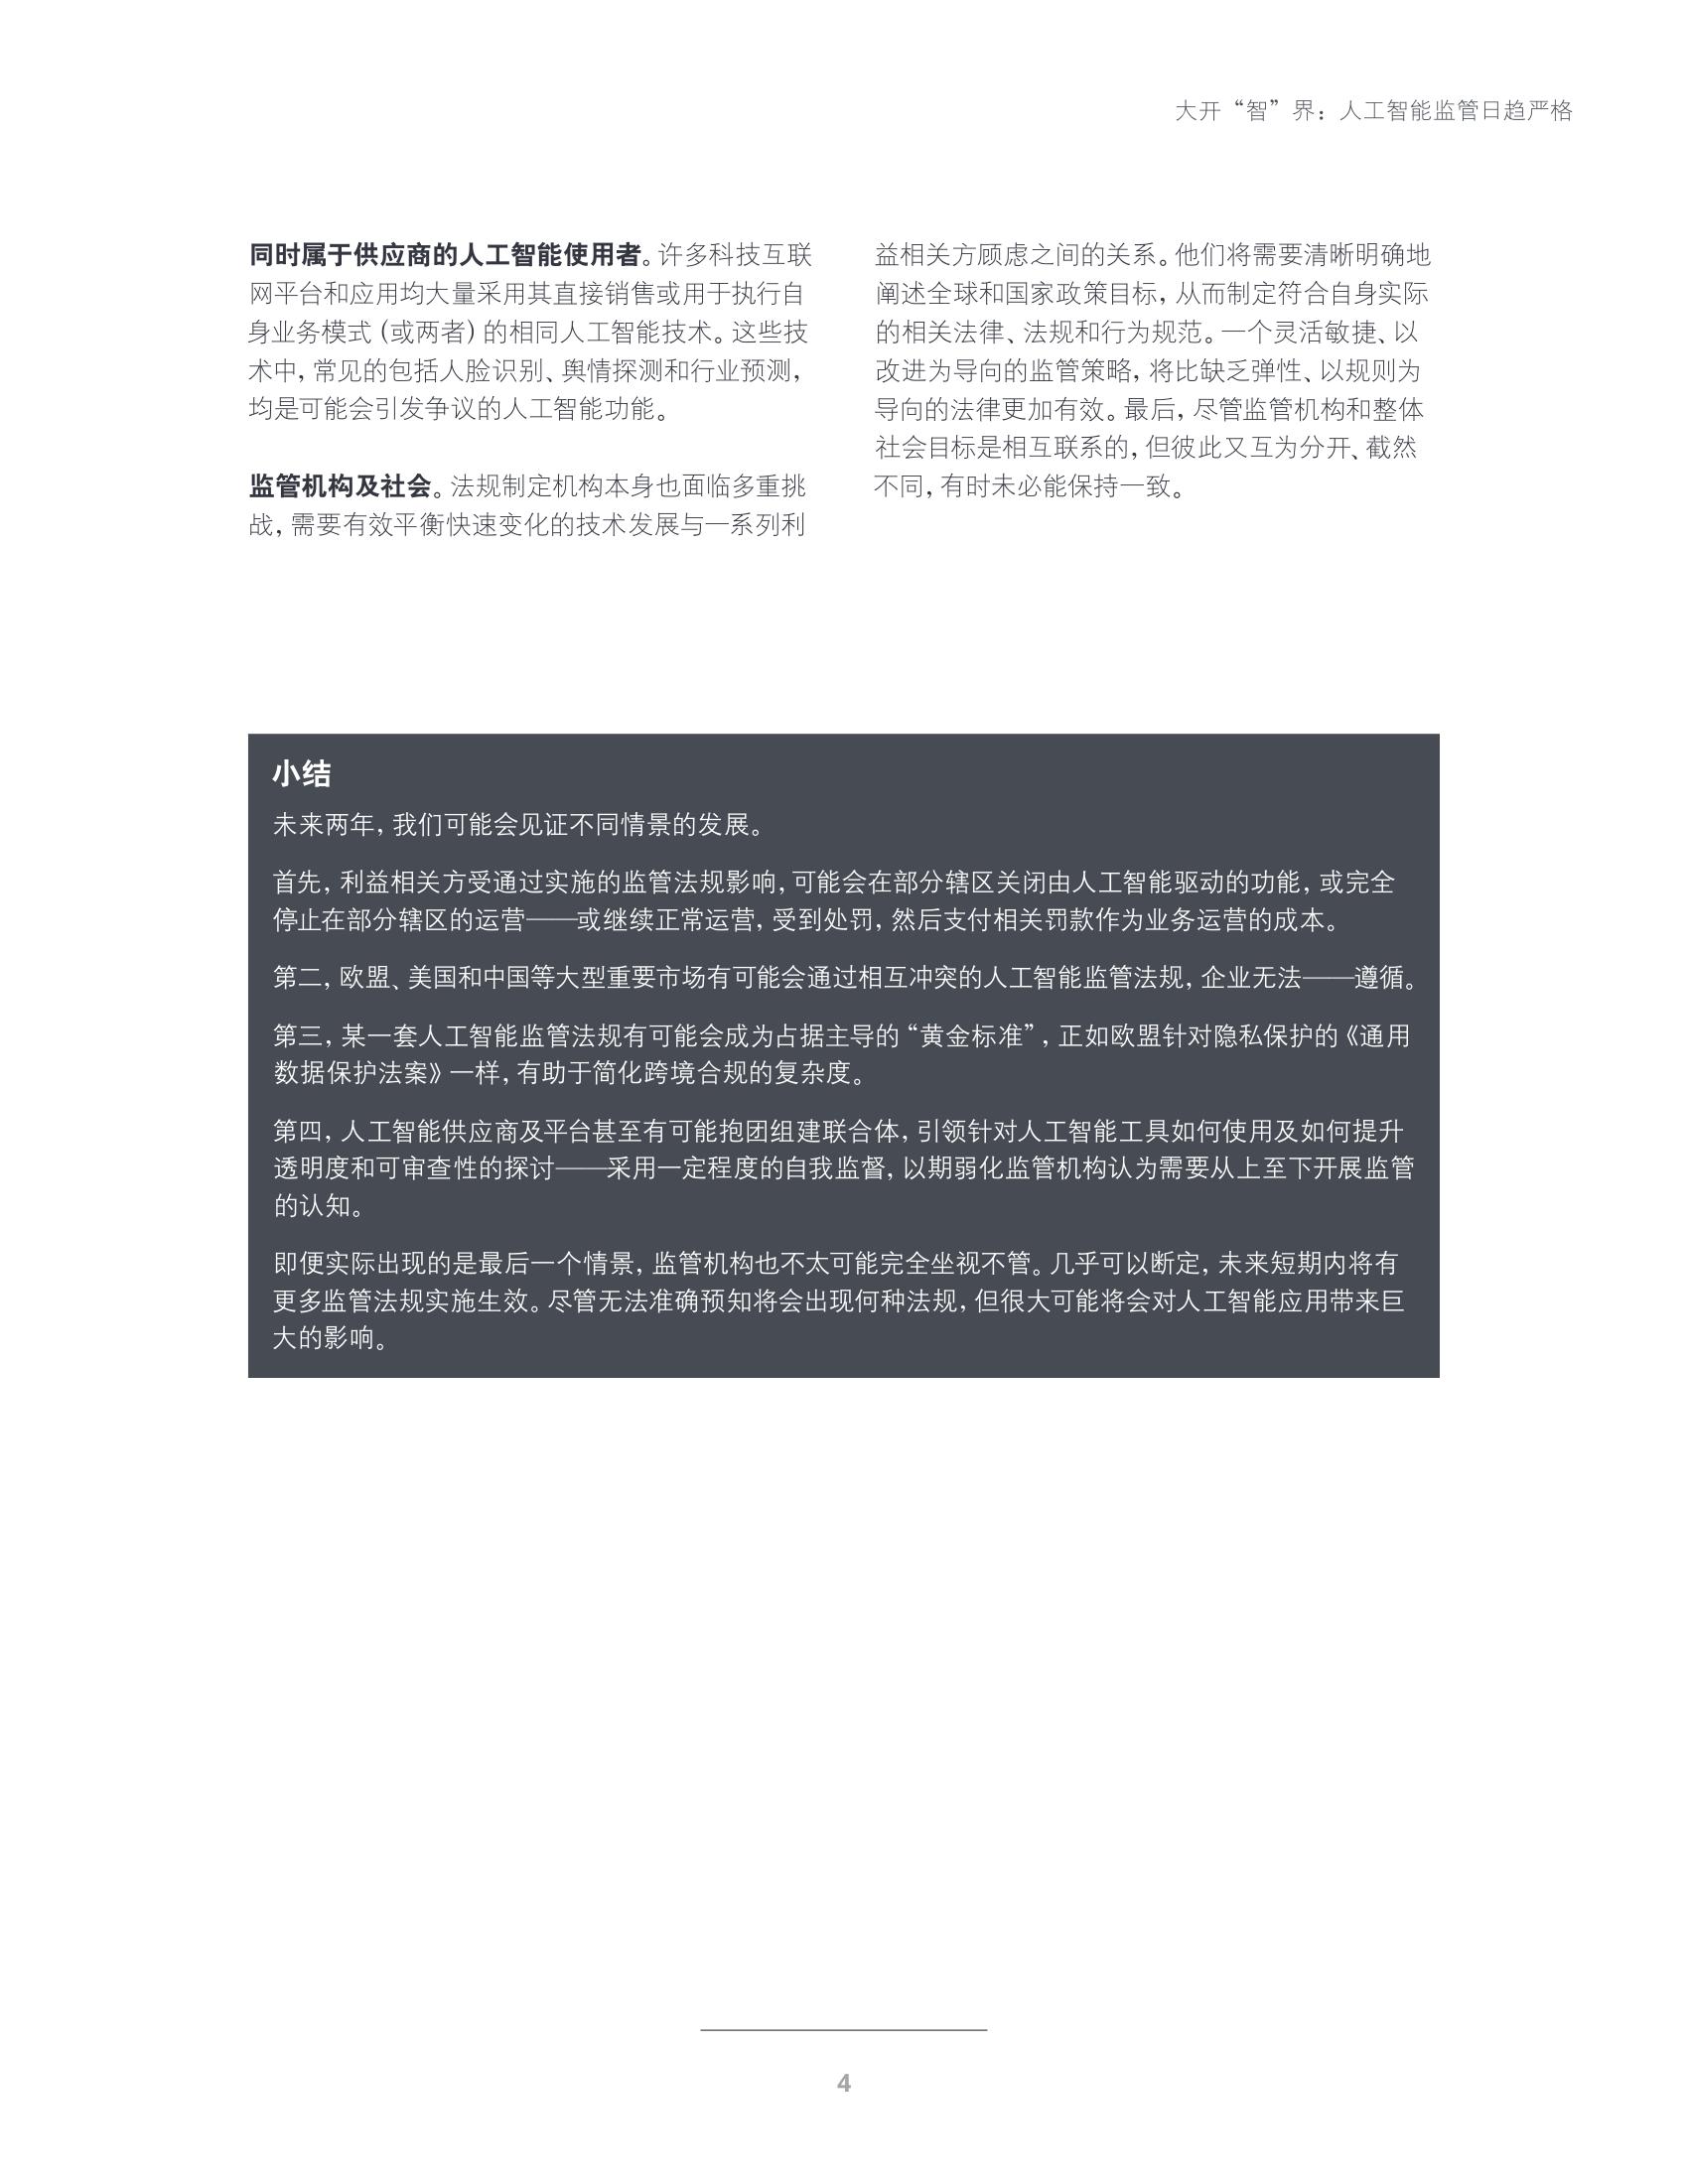 大开“智”界：人工智能监管日趋严格
同时属于供应商的人工智能使用者。许多科技互联
网平台和应用均大量采用其直接销售或用于执行自
身业务模式（或两者）的相同人工智能技术。这些技
术中，常见的包括人脸识别、舆情探测和行业预测，
均是可能会引发争议的人工智能功能。
监管机构及社会。法规制定机构本身也面临多重挑
战，需要有效平衡快速变化的技术发展与一系列利
益相关方顾虑之间的关系。他们将需要清晰明确地
阐述全球和国家政策目标，从而制定符合自身实际
的相关法律、法规和行为规范。一个灵活敏捷、以
改进为导向的监管策略，将比缺乏弹性、以规则为
导向的法律更加有效。最后，尽管监管机构和整体
社会目标是相互联系的，但彼此又互为分开、截然
不同，有时未必能保持一致。
小结
未来两年，我们可能会见证不同情景的发展。
首先，利益相关方受通过实施的监管法规影响，可能会在部分辖区关闭由人工智能驱动的功能，或完全
停止在部分辖区的运营——或继续正常运营，受到处罚，然后支付相关罚款作为业务运营的成本。
第二，欧盟、美国和中国等大型重要市场有可能会通过相互冲突的人工智能监管法规，企业无法——遵循。
第三，某一套人工智能监管法规有可能会成为占据主导的“黄金标准”，正如欧盟针对隐私保护的《通用
数据保护法案》一样，有助于简化跨境合规的复杂度。
第四，人工智能供应商及平台甚至有可能抱团组建联合体，引领针对人工智能工具如何使用及如何提升
透明度和可审查性的探讨——采用一定程度的自我监督，以期弱化监管机构认为需要从上至下开展监管
的认知。
即便实际出现的是最后一个情景，监管机构也不太可能完全坐视不管。几乎可以断定，未来短期内将有
更多监管法规实施生效。尽管无法准确预知将会出现何种法规，但很大可能将会对人工智能应用带来巨
大的影响。
4